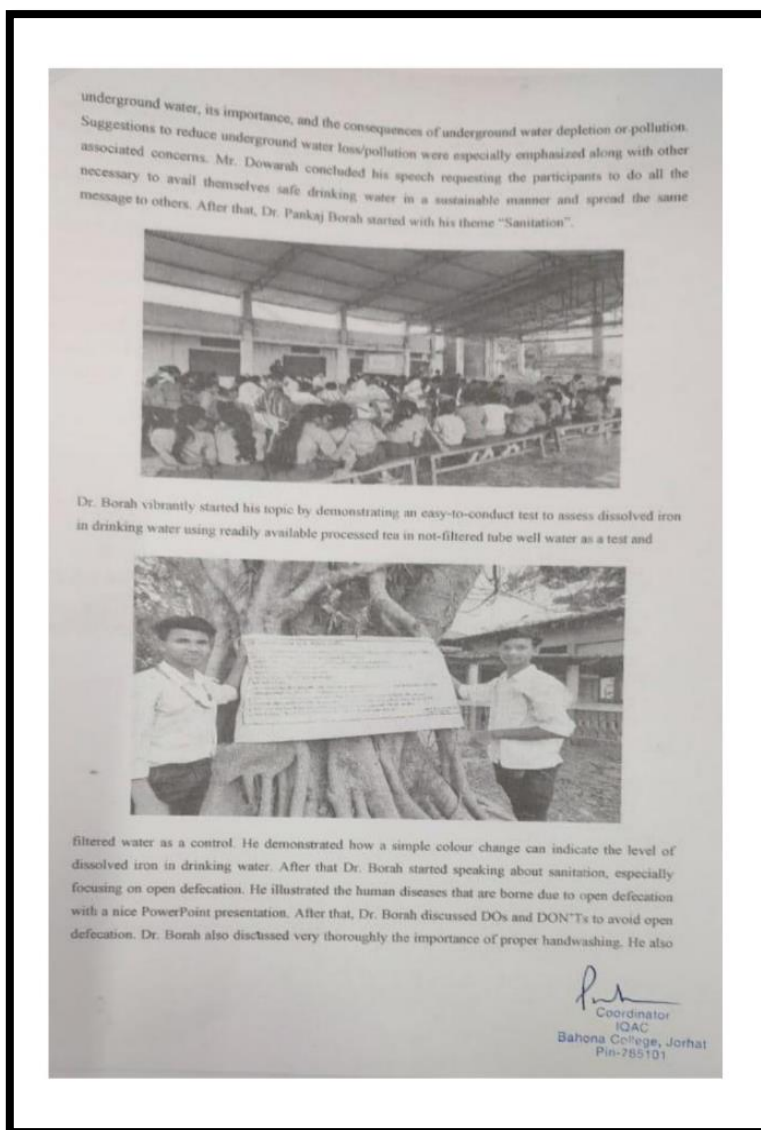 underground water, its importance, and the consequences of underground water depletion or pollution.
Suggestions to reduce underground water loss/pollution were especially emphasized along with other
associated concerns. Mr. Dowarah concluded his speech requesting the participants to do all the
necessary to avail themselves safe drinking water in a sustainable manner and spread the same
message to others. After that, Dr. Pankaj Borah started with his theme “Sanitation”.
Dr. Borah vibrantly started his topic by demonstrating an easy-to-conduct test to assess dissolved iron
in drinking water using readily available processed tea in not-filtered tube well water as a test and
filtered water as a control. He demonstrated how a simple colour change can indicate the level of
dissolved iron in drinking water. After that Dr. Borah started speaking about sanitation, especially
focusing on open defecation. He illustrated the human diseases that are borne due to open defecation
with a nice PowerPoint presentation. After that, Dr. Borah discussed DOs and DON"Ts to avoid open
defecation. Dr. Borah also discussed very thoroughly the importance of proper handwashing. He also
Coordinator
IQAC
Bahona College, Jorhat
Pin-785101